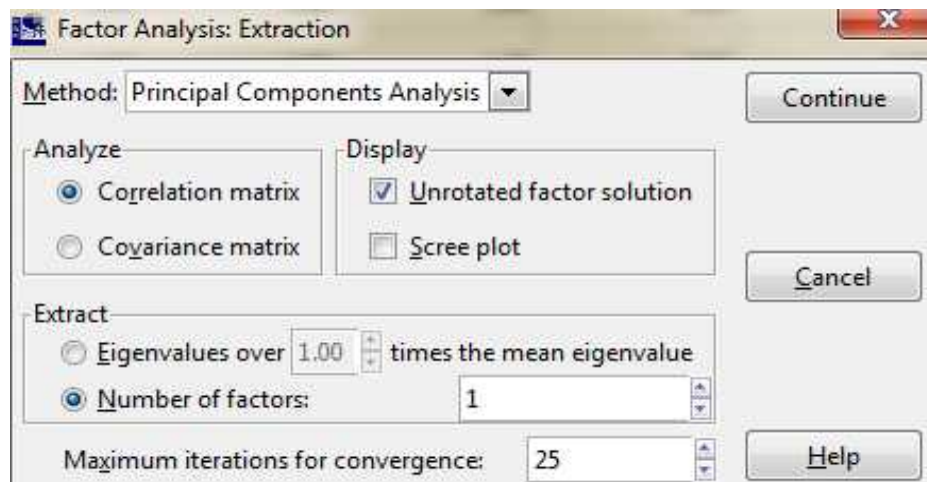 Factor Analysis: Extraction
Method: Principal Components Analysis
Continue
Analyze
Display
Correlation matrix
Unrotated factor solution
Covariance matrix
Scree plot
Cancel
Extract
Eigenvalues over 1.00 times the mean eigenvalue
Number of factors: 1
Maximum iterations for convergence: 25
Help